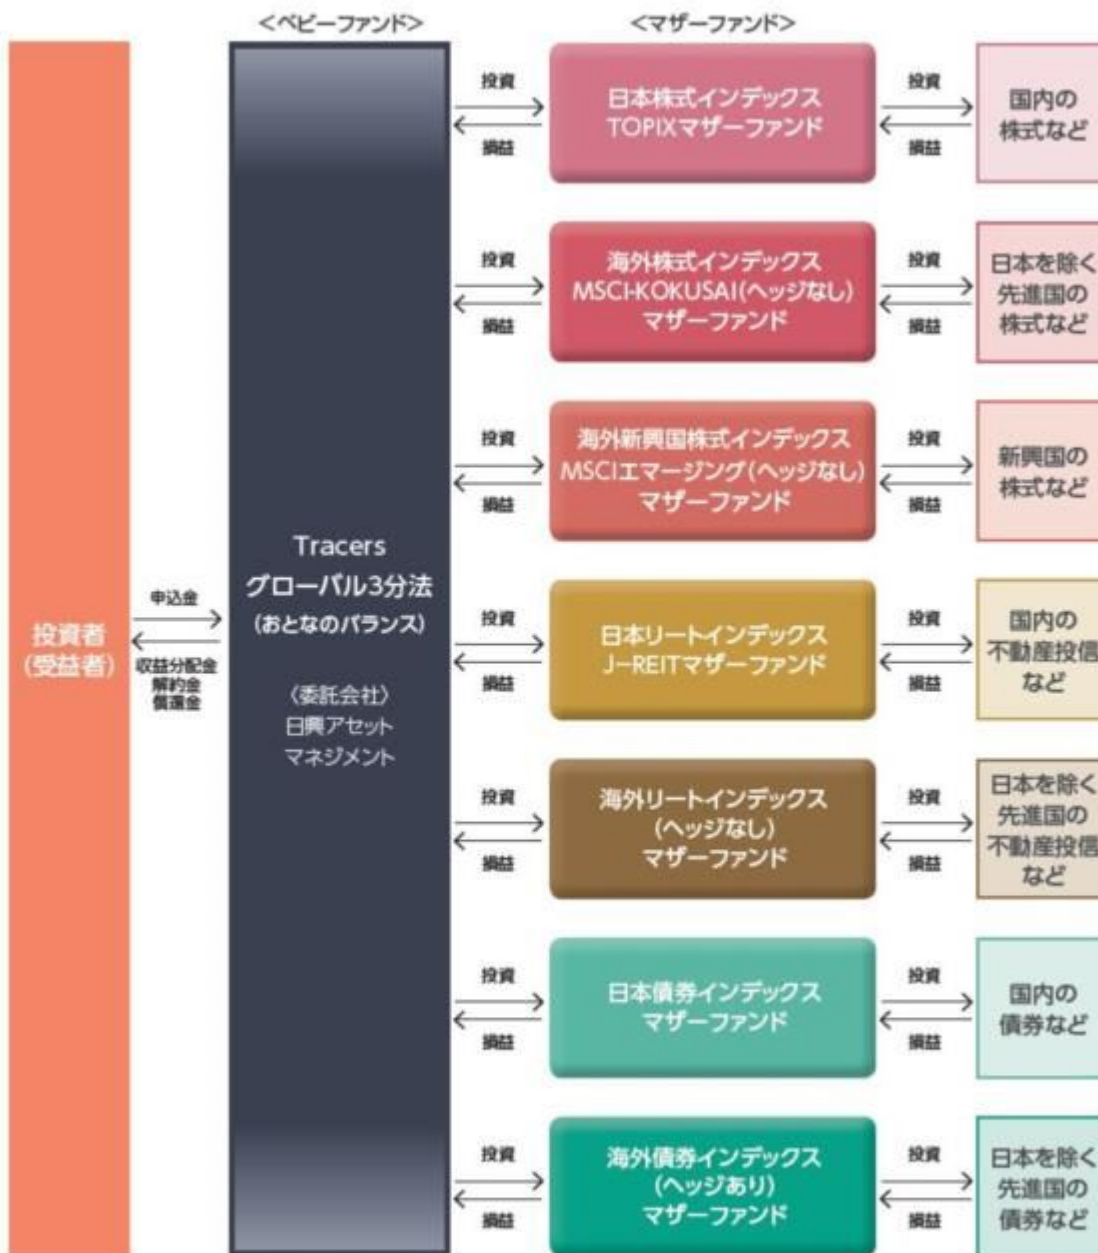 <ベビーファンド>
<マザーファンド>
投資者
(受益者)
申込金
収益分配金
解約金
償還金
Tracers
グローバル3分法
(おとなのバランス)
〈委託会社〉
日興アセット
マネジメント
投資
損益
日本株式インデックス
TOPIXマザーファンド
投資
損益
国内の
株式など
投資
損益
海外株式インデックス
MSCI-KOKUSAI(ヘッジなし)
マザーファンド
投資
損益
日本を除く
先進国の
株式など
投資
損益
海外新興国株式インデックス
MSCIエマージング(ヘッジなし)
マザーファンド
投資
損益
新興国の
株式など
投資
損益
日本リートインデックス
J-REITマザーファンド
投資
損益
国内の
不動産投信
など
投資
損益
海外リートインデックス
(ヘッジなし)
マザーファンド
投資
損益
日本を除く
先進国の
不動産投信
など
投資
損益
日本債券インデックス
マザーファンド
投資
損益
国内の
債券など
投資
損益
海外債券インデックス
(ヘッジあり)
マザーファンド
投資
損益
日本を除く
先進国の
債券など